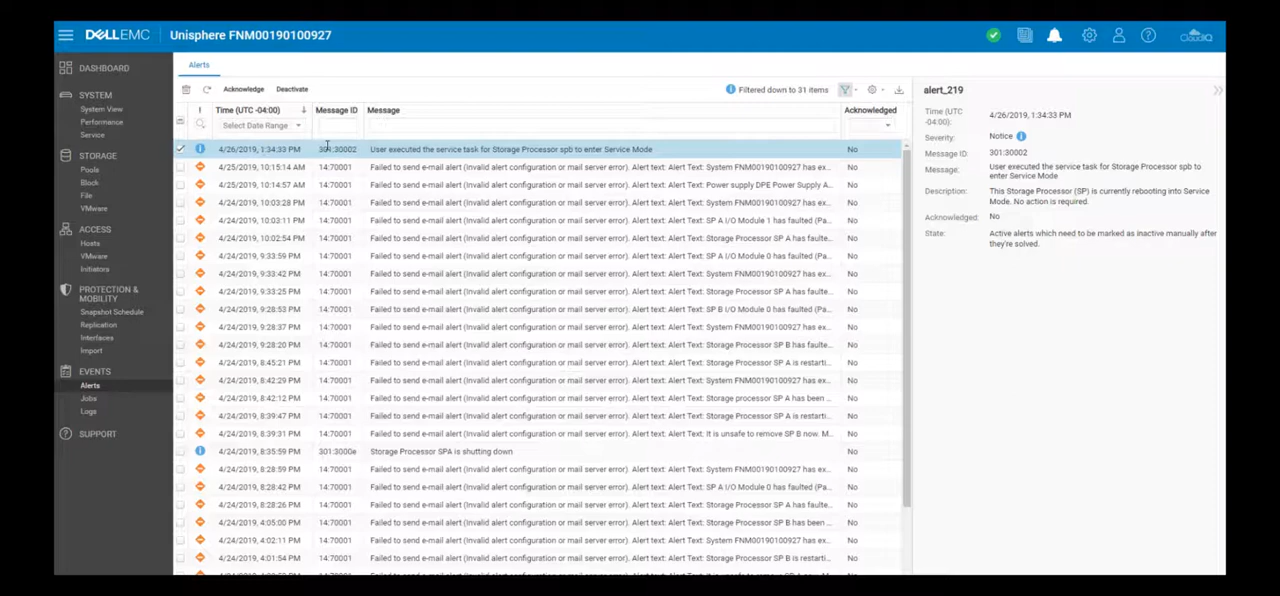 DELLEMC
Unisphere FNM00190100927
CloudIQ
DASHBOARD
SYSTEM
System View
Performance
Service
STORAGE
Pools
Block
File
VMware
ACCESS
Hosts
VMware
Initiators
PROTECTION &
MOBILITY
Snapshot Schedule
Replication
Interfaces
Import
EVENTS
Alerts
Jobs
Logs
SUPPORT
Alerts
Acknowledge Deactivate
Filtered down to 31 items
! Time (UTC -04:00) Message ID Message Acknowledged
Select Date Range
4/26/2019, 1:34:33 PM 301:30002 User executed the service task for Storage Processor spb to enter Service Mode No
4/25/2019, 10:15:14 AM 14:70001 Failed to send e-mail alert (Invalid alert configuration or mail server error). Alert Text: Alert Text: System FNM00190100927 has ex... No
4/25/2019, 10:14:57 AM 14:70001 Failed to send e-mail alert (Invalid alert configuration or mail server error). Alert Text: Alert Text: Power supply DPE Power Supply A... No
4/24/2019, 10:03:28 PM 14:70001 Failed to send e-mail alert (Invalid alert configuration or mail server error). Alert text: Alert Text: System FNM00190100927 has ex... No
4/24/2019, 10:03:11 PM 14:70001 Failed to send e-mail alert (Invalid alert configuration or mail server error). Alert text: Alert Text: SP A I/O Module 1 has faulted (Pa... No
4/24/2019, 10:02:54 PM 14:70001 Failed to send e-mail alert (Invalid alert configuration or mail server error). Alert text: Alert Text: Storage Processor SP A has faulte... No
4/24/2019, 9:33:59 PM 14:70001 Failed to send e-mail alert (Invalid alert configuration or mail server error). Alert text: Alert Text: SP A I/O Module 0 has faulted (Pa... No
4/24/2019, 9:33:42 PM 14:70001 Failed to send e-mail alert (Invalid alert configuration or mail server error). Alert text: Alert Text: System FNM00190100927 has ex... No
4/24/2019, 9:33:25 PM 14:70001 Failed to send e-mail alert (Invalid alert configuration or mail server error). Alert text: Alert Text: Storage Processor SP A has faulte... No
4/24/2019, 9:28:53 PM 14:70001 Failed to send e-mail alert (Invalid alert configuration or mail server error). Alert text: Alert Text: SP B I/O Module 0 has faulted (Pa... No
4/24/2019, 9:28:37 PM 14:70001 Failed to send e-mail alert (Invalid alert configuration or mail server error). Alert text: Alert Text: System FNM00190100927 has ex... No
4/24/2019, 9:28:20 PM 14:70001 Failed to send e-mail alert (Invalid alert configuration or mail server error). Alert text: Alert Text: Storage Processor SP B has faulte... No
4/24/2019, 8:45:21 PM 14:70001 Failed to send e-mail alert (Invalid alert configuration or mail server error). Alert text: Alert Text: Storage Processor SP A is restarti... No
4/24/2019, 8:42:29 PM 14:70001 Failed to send e-mail alert (Invalid alert configuration or mail server error). Alert text: Alert Text: System FNM00190100927 has ex... No
4/24/2019, 8:42:12 PM 14:70001 Failed to send e-mail alert (Invalid alert configuration or mail server error). Alert text: Alert Text: Storage processor SP A has been ... No
4/24/2019, 8:39:47 PM 14:70001 Failed to send e-mail alert (Invalid alert configuration or mail server error). Alert text: Alert Text: Storage Processor SP A is restarti... No
4/24/2019, 8:39:31 PM 14:70001 Failed to send e-mail alert (Invalid alert configuration or mail server error). Alert text: Alert Text: It is unsafe to remove SP B now. M... No
4/24/2019, 8:35:59 PM 301:3000e Storage Processor SPA is shutting down No
4/24/2019, 8:28:59 PM 14:70001 Failed to send e-mail alert (Invalid alert configuration or mail server error). Alert text: Alert Text: System FNM00190100927 has ex... No
4/24/2019, 8:28:42 PM 14:70001 Failed to send e-mail alert (Invalid alert configuration or mail server error). Alert text: Alert Text: SP A I/O Module 0 has faulted (Pa... No
4/24/2019, 8:28:26 PM 14:70001 Failed to send e-mail alert (Invalid alert configuration or mail server error). Alert text: Alert Text: Storage Processor SP A has faulte... No
4/24/2019, 4:05:00 PM 14:70001 Failed to send e-mail alert (Invalid alert configuration or mail server error). Alert text: Alert Text: Storage Processor SP B has been ... No
4/24/2019, 4:02:11 PM 14:70001 Failed to send e-mail alert (Invalid alert configuration or mail server error). Alert text: Alert Text: System FNM00190100927 has ex... No
4/24/2019, 4:01:54 PM 14:70001 Failed to send e-mail alert (Invalid alert configuration or mail server error). Alert text: Alert Text: Storage Processor SP B is restarti... No
alert_219
Time (UTC
-04:00): 4/26/2019, 1:34:33 PM
Severity: Notice
Message ID: 301:30002
Message: User executed the service task for Storage Processor spb to
enter Service Mode
Description: This Storage Processor (SP) is currently rebooting into Service
Mode. No action is required.
Acknowledged: No
State: Active alerts which need to be marked as inactive manually after
they're solved.